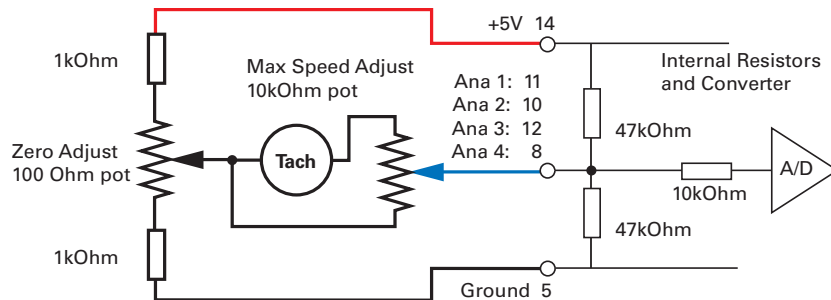 +5V 14
1kOhm
Max Speed Adjust
10kOhm pot
Internal Resistors
and Converter
Ana 1: 11
Ana 2: 10
Ana 3: 12
Ana 4: 8
47kOhm
Zero Adjust
100 Ohm pot
Tach
A/D
10kOhm
47kOhm
1kOhm
Ground 5